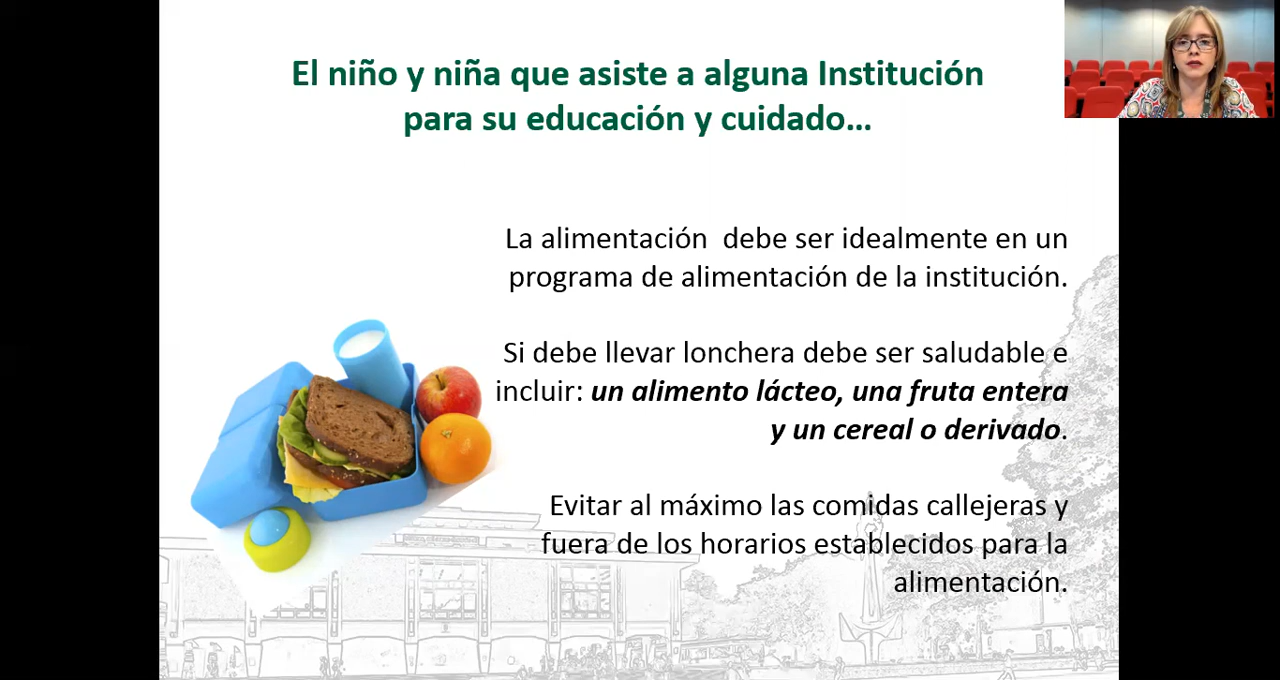 El niño y niña que asiste a alguna Institución
para su educación y cuidado...
La alimentación  debe ser idealmente en un
programa de alimentación de la institución.
Si debe llevar lonchera debe ser saludable e
incluir: un alimento lácteo, una fruta entera
y un cereal o derivado.
Evitar al máximo las comidas callejeras y
fuera de los horarios establecidos para la
alimentación.